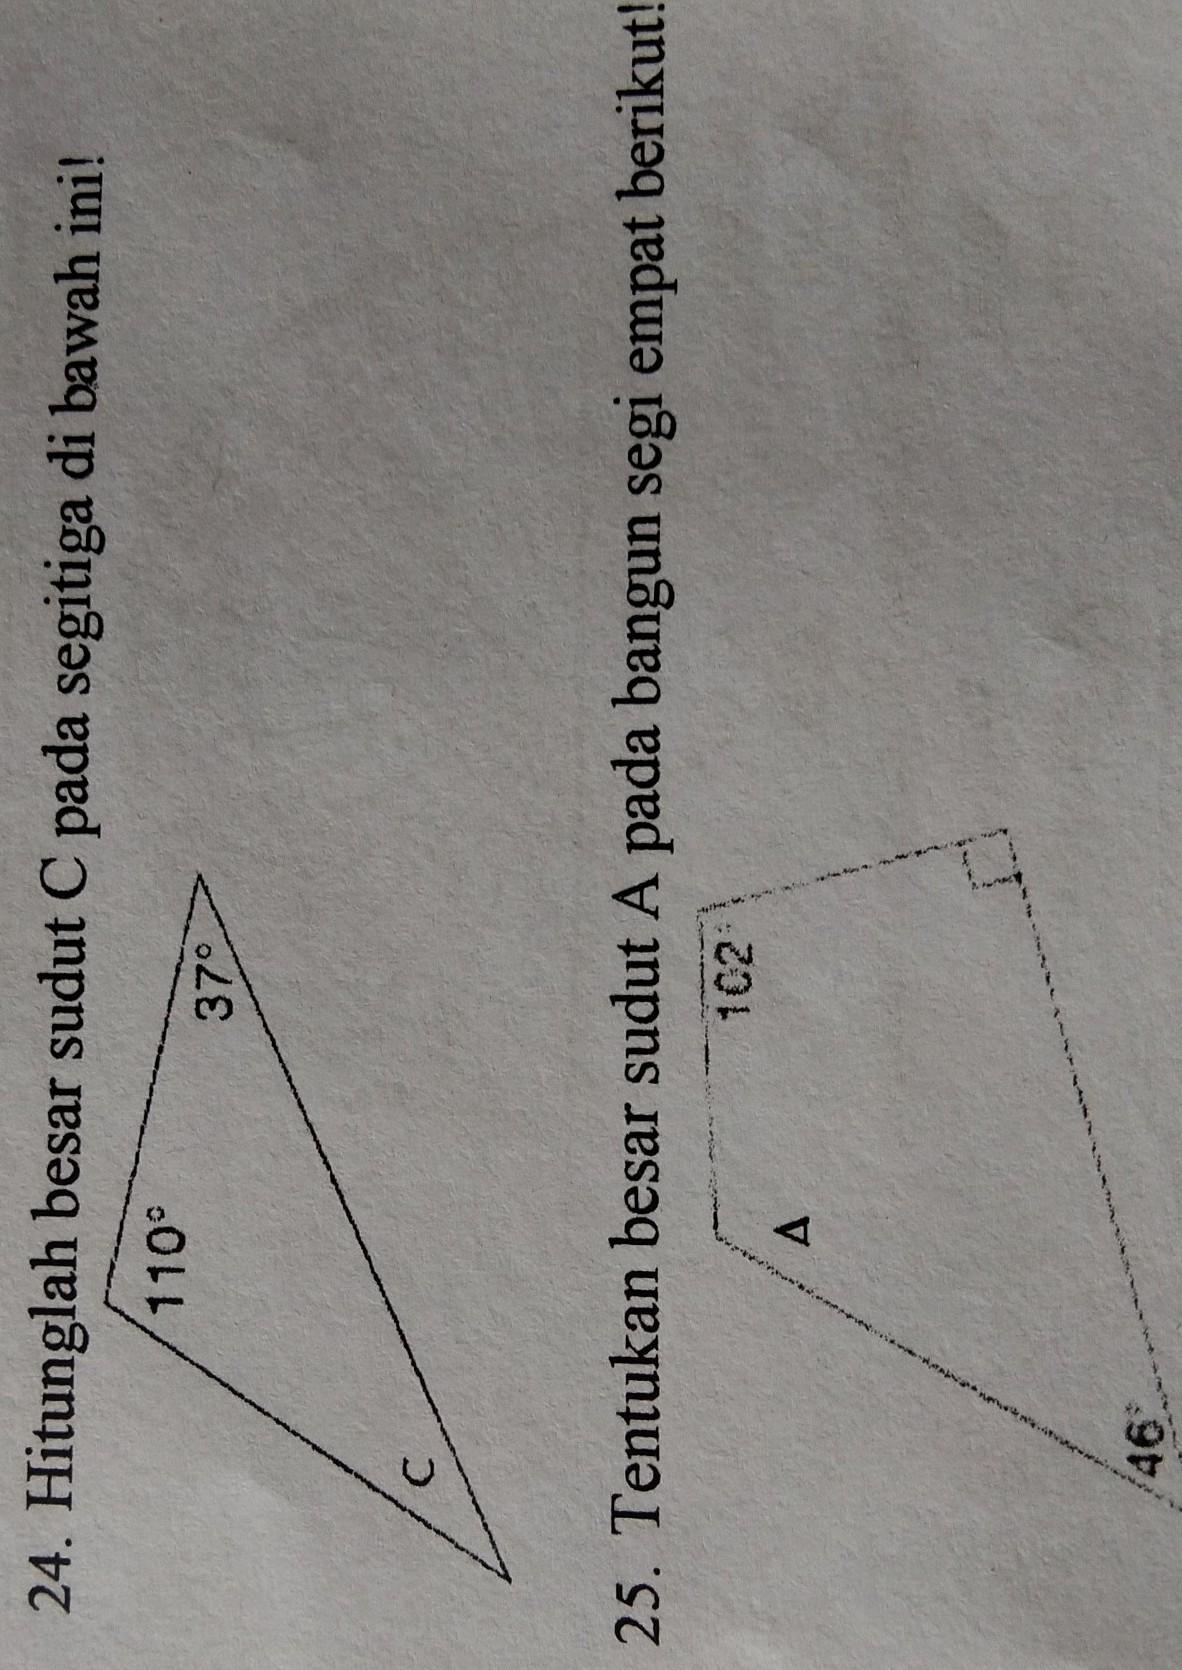 24. Hitunglah besar sudut C pada segitiga di bawah ini!
110°
37°
C
25. Tentukan besar sudut A pada bangun segi empat berikut!
102°
A
46°